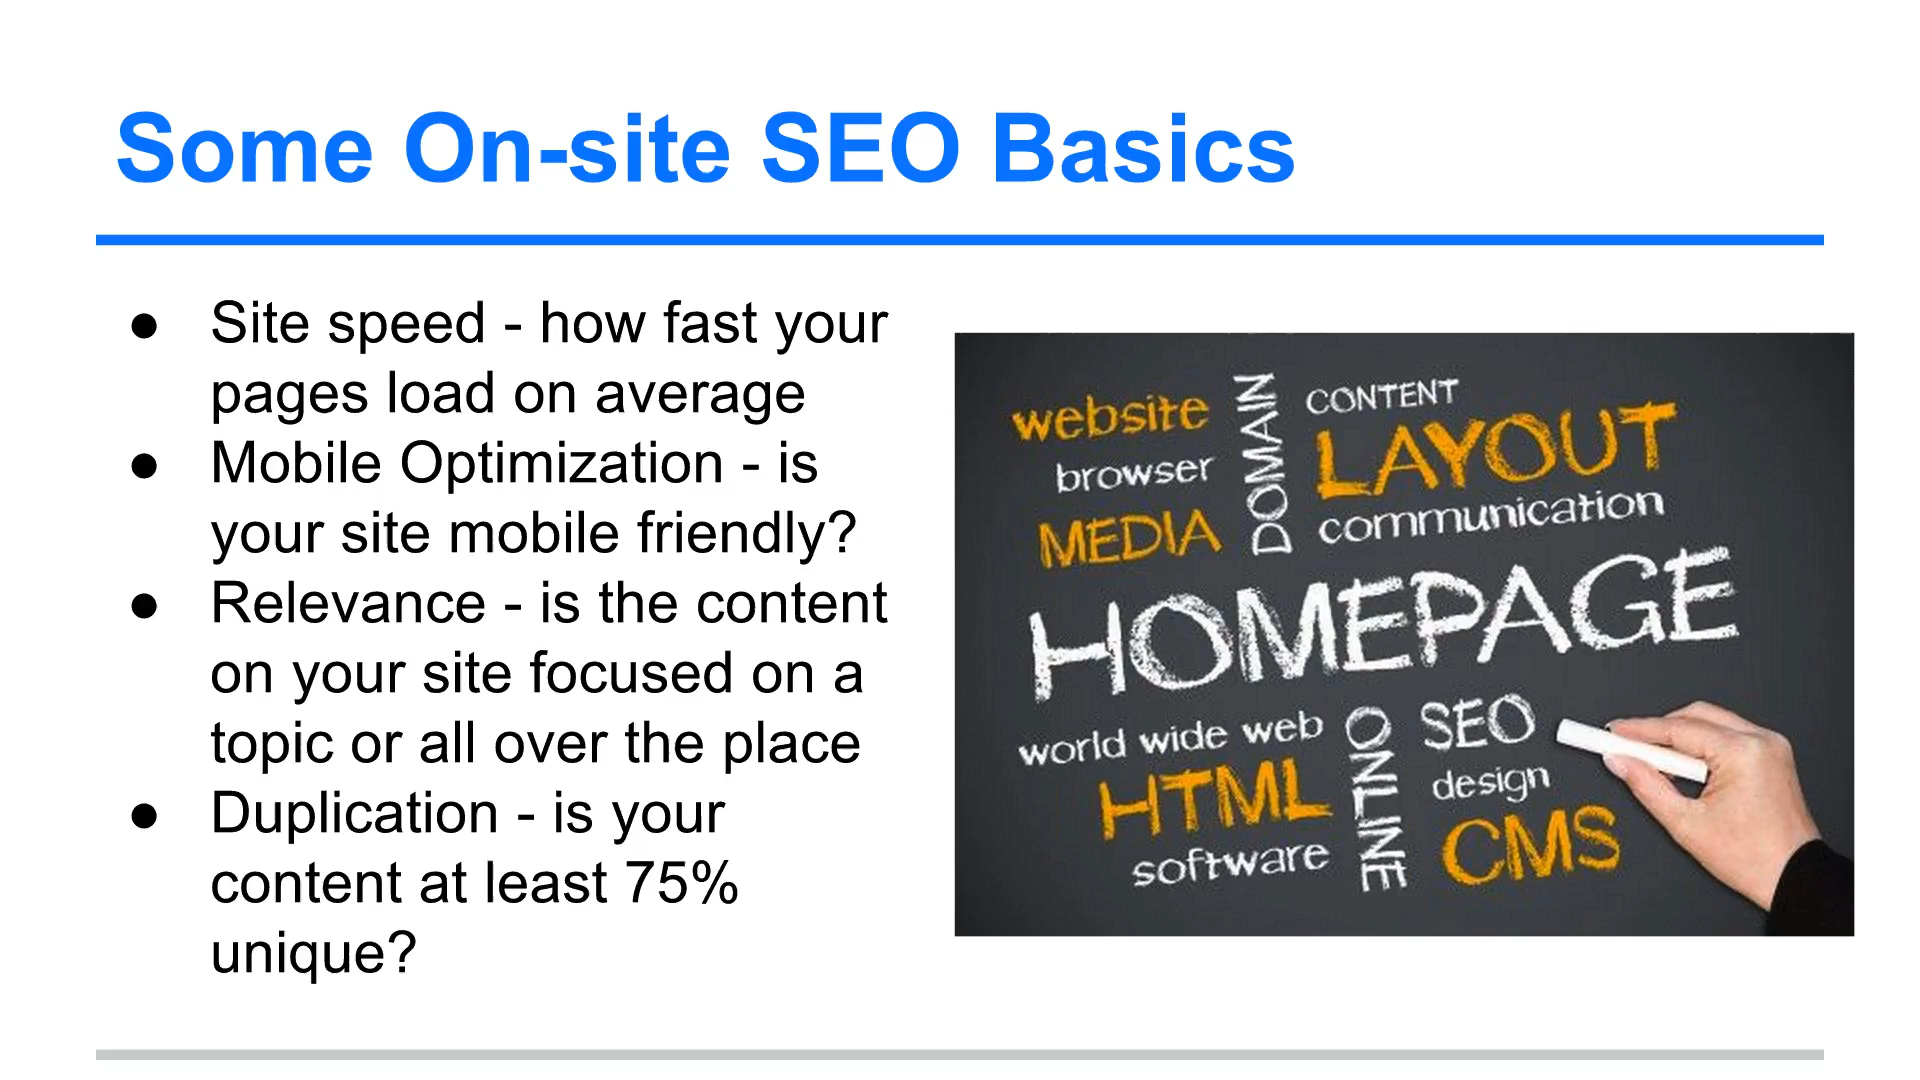 Some On-site SEO Basics
● Site speed - how fast your
pages load on average
● Mobile Optimization - is
your site mobile friendly?
● Relevance - is the content
on your site focused on a
topic or all over the place
● Duplication - is your
content at least 75%
unique?
website
browser
MEDIA
DOMAIN
CONTENT
LAYOUT
communication
HOMEPAGE
world wide web
HTML
software
ONLINE
SEO
design
CMS